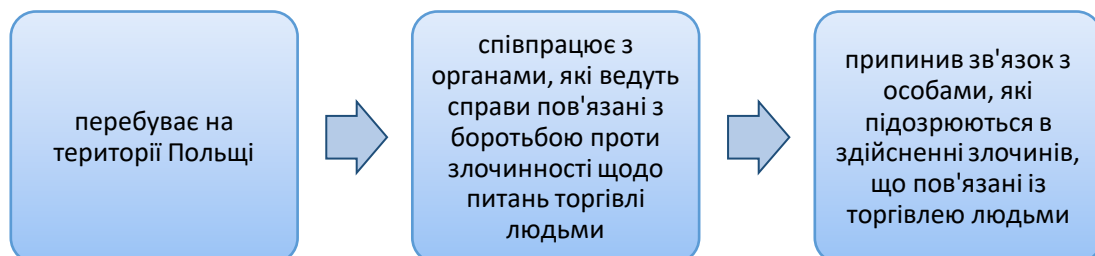 перебуває на
території Польщі
співпрацює з
органами, які ведуть
справи пов'язані з
боротьбою проти
злочинності щодо
питань торгівлі
людьми
припинив зв'язок з
особами, які
підозрюються в
здійсненні злочинів,
що пов'язані із
торгівлею людьми